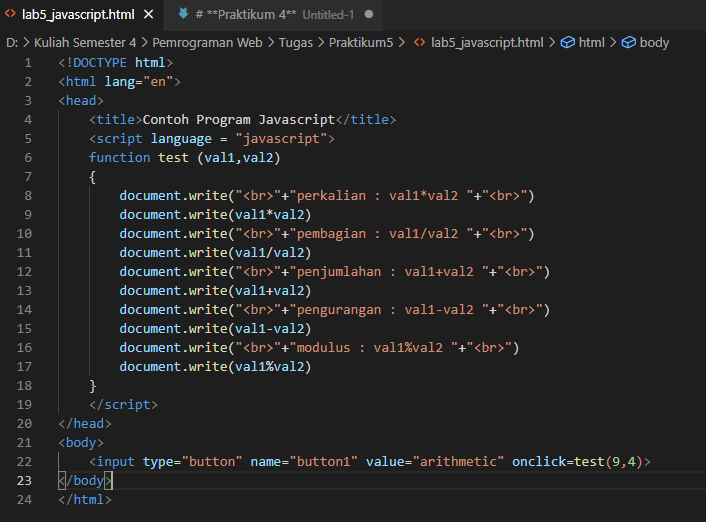 lab5_javascript.html
# **Praktikum 4** Untitled-1
D: > Kuliah Semester 4 > Pemrograman Web > Tugas > Praktikum5 > lab5_javascript.html > html > body
1 <!DOCTYPE html>
2 <html lang="en">
3 <head>
4 <title>Contoh Program Javascript</title>
5 <script language = "javascript">
6 function test (val1,val2)
7 {
8 document.write("<br>"+"perkalian : val1*val2 "+"<br>")
9 document.write(val1*val2)
10 document.write("<br>"+"pembagian : val1/val2 "+"<br>")
11 document.write(val1/val2)
12 document.write("<br>"+"penjumlahan : val1+val2 "+"<br>")
13 document.write(val1+val2)
14 document.write("<br>"+"pengurangan : val1-val2 "+"<br>")
15 document.write(val1-val2)
16 document.write("<br>"+"modulus : val1%val2 "+"<br>")
17 document.write(val1%val2)
18 }
19 </script>
20 </head>
21 <body>
22 <input type="button" name="button1" value="arithmetic" onclick=test(9,4)>
23 </body>
24 </html>